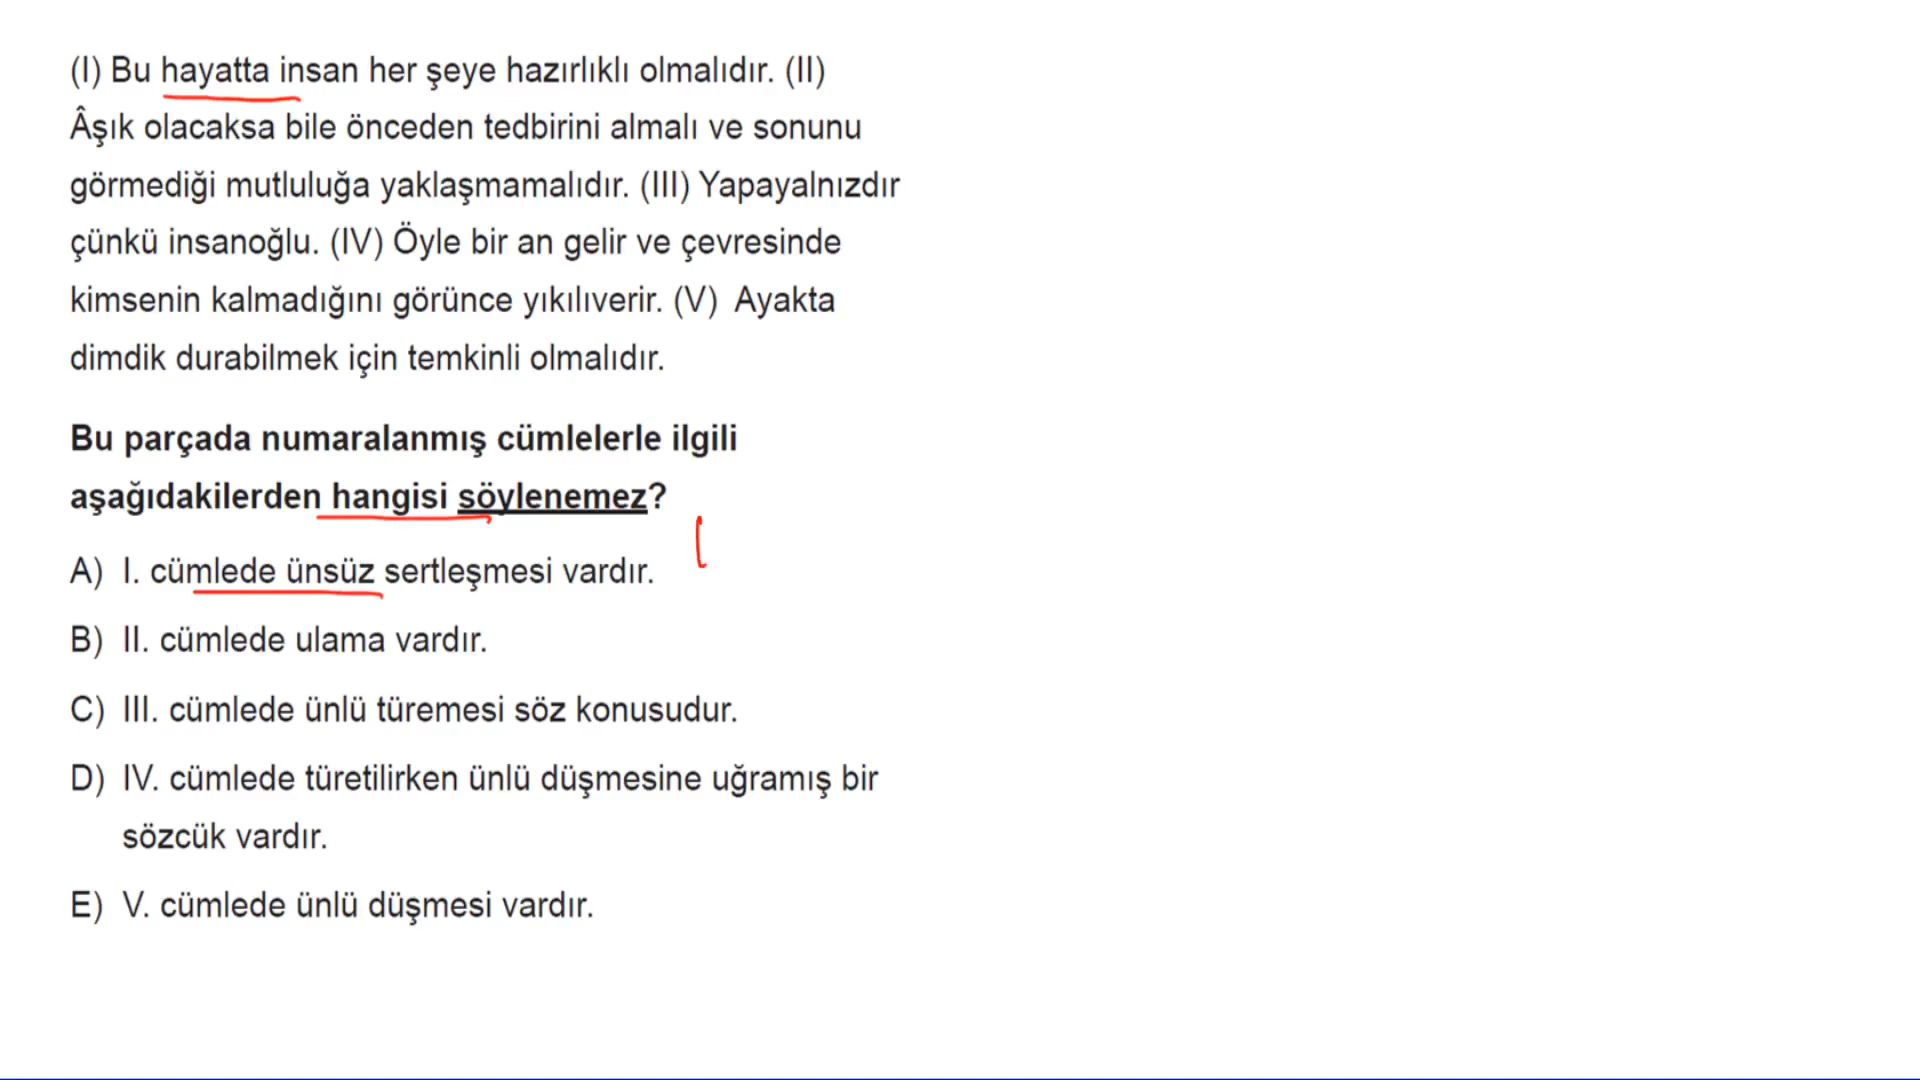 (I) Bu hayatta insan her şeye hazırlıklı olmalıdır. (II)
Âşık olacaksa bile önceden tedbirini almalı ve sonunu
görmediği mutluluğa yaklaşmamalıdır. (III) Yapayalnızdır
çünkü insanoğlu. (IV) Öyle bir an gelir ve çevresinde
kimsenin kalmadığını görünce yıkılıverir. (V) Ayakta
dimdik durabilmek için temkinli olmalıdır.
Bu parçada numaralanmış cümlelerle ilgili
aşağıdakilerden hangisi söylenemez?
A) I. cümlede ünsüz sertleşmesi vardır.
B) II. cümlede ulama vardır.
C) III. cümlede ünlü türemesi söz konusudur.
D) IV. cümlede türetilirken ünlü düşmesine uğramış bir
sözcük vardır.
E) V. cümlede ünlü düşmesi vardır.